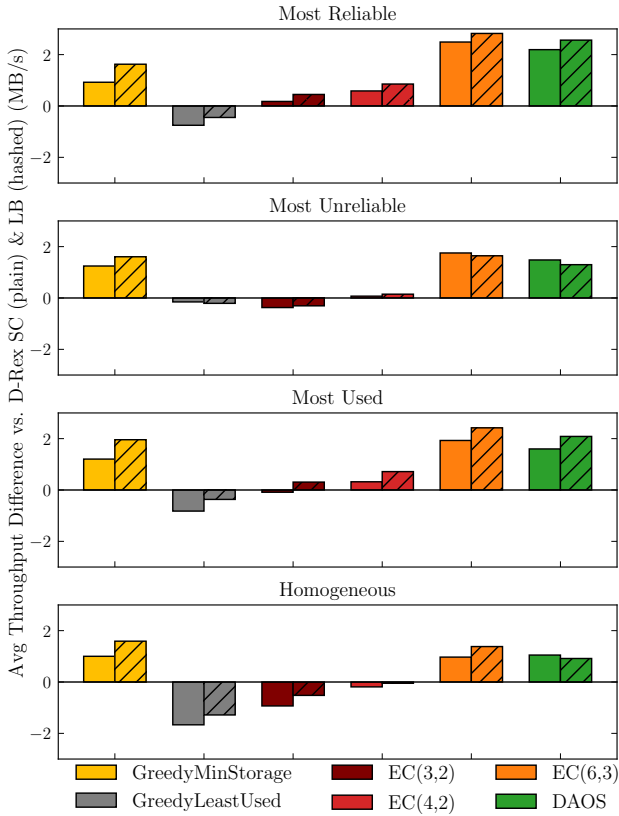 Avg Throughput Difference vs. D-Rex SC (plain) & LB (hashed) (MB/s)
Most Reliable
2
0
−2
Most Unreliable
2
0
−2
Most Used
2
0
−2
Homogeneous
2
0
−2
GreedyMinStorage
EC(3,2)
EC(6,3)
GreedyLeastUsed
EC(4,2)
DAOS